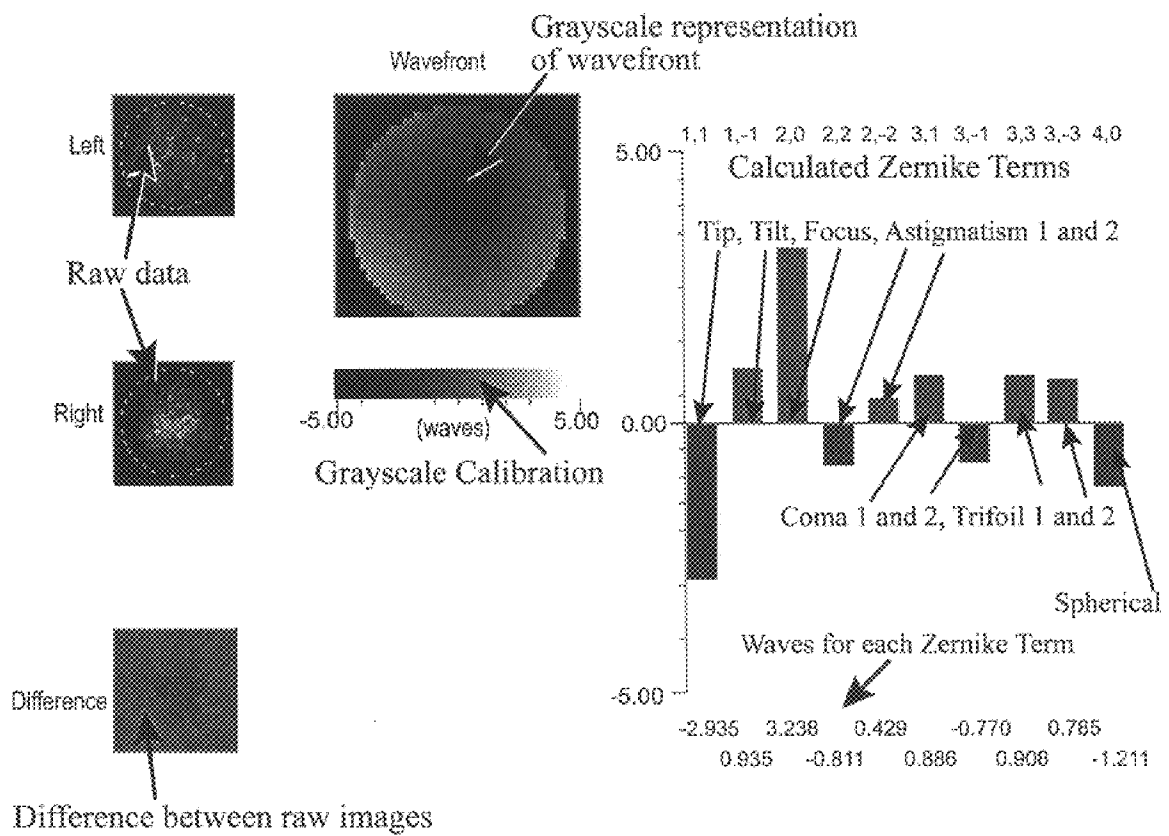 Grayscale representation
of wavefront
Wavefront
Left
Raw data
Right
-5.00 (waves) 5.00
Grayscale Calibration
Difference
Difference between raw images
1,1 1,-1 2,0 2,2 2,-2 3,1 3,-1 3,3 3,-3 4,0
5.00
Calculated Zernike Terms
Tip, Tilt, Focus, Astigmatism 1 and 2
0.00
Coma 1 and 2, Trifoil 1 and 2
Spherical
Waves for each Zernike Term
-5.00
-2.935 3.238 0.429 -0.770 0.785
0.935 -0.811 0.886 0.908 -1.211